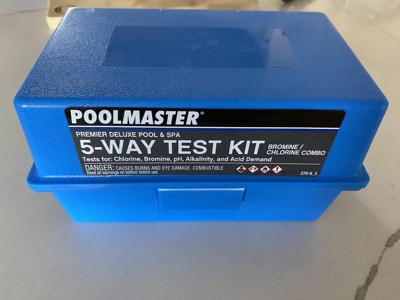 POOLMASTER®
PREMIER DELUXE POOL & SPA
5-WAY TEST KIT BROMINE / CHLORINE COMBO
Tests for: Chlorine, Bromine, pH, Alkalinity, and Acid Demand
DANGER: CAUSES BURNS AND EYE DAMAGE. COMBUSTIBLE.
Read all warnings on bottom before use